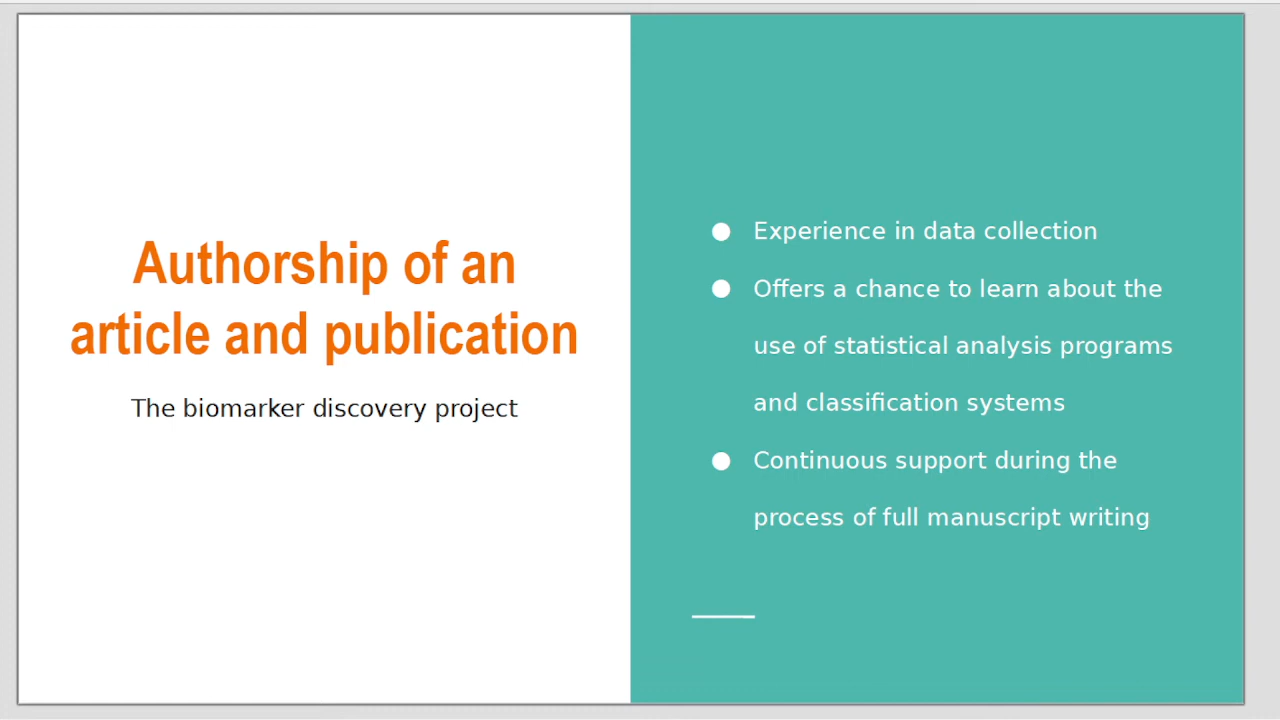 Authorship of an
article and publication
The biomarker discovery project
● Experience in data collection
● Offers a chance to learn about the
use of statistical analysis programs
and classification systems
● Continuous support during the
process of full manuscript writing